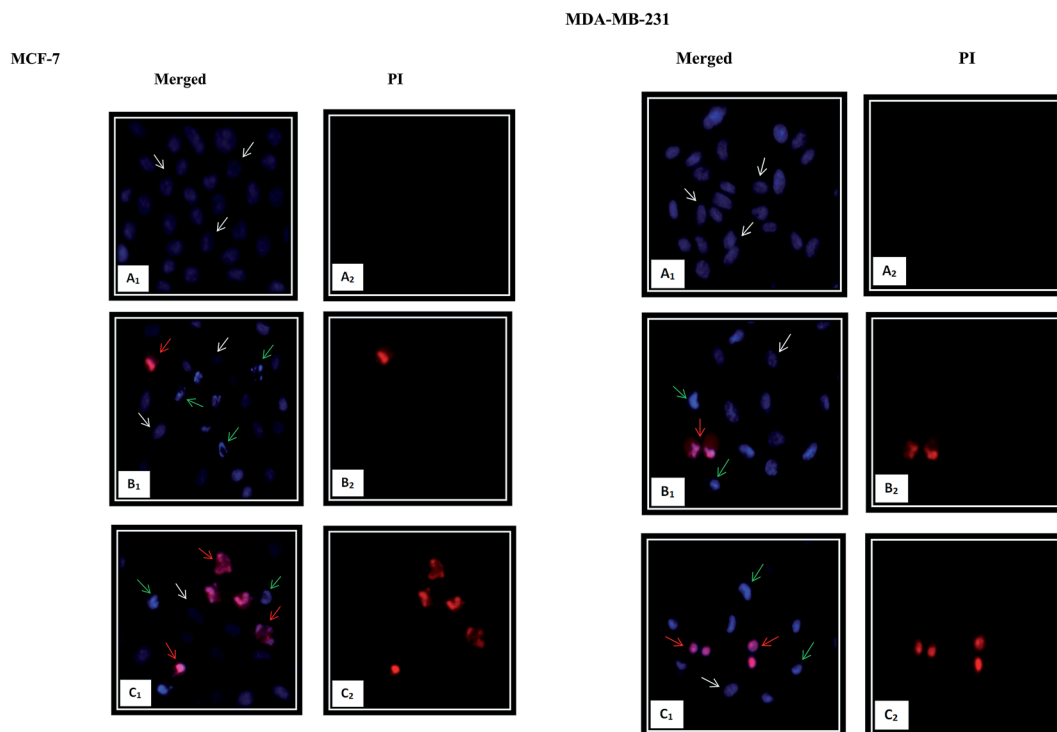 MDA-MB-231
MCF-7
Merged
PI
Merged
PI
A₁
A₂
A₁
A₂
B₁
B₂
B₁
B₂
C₁
C₂
C₁
C₂